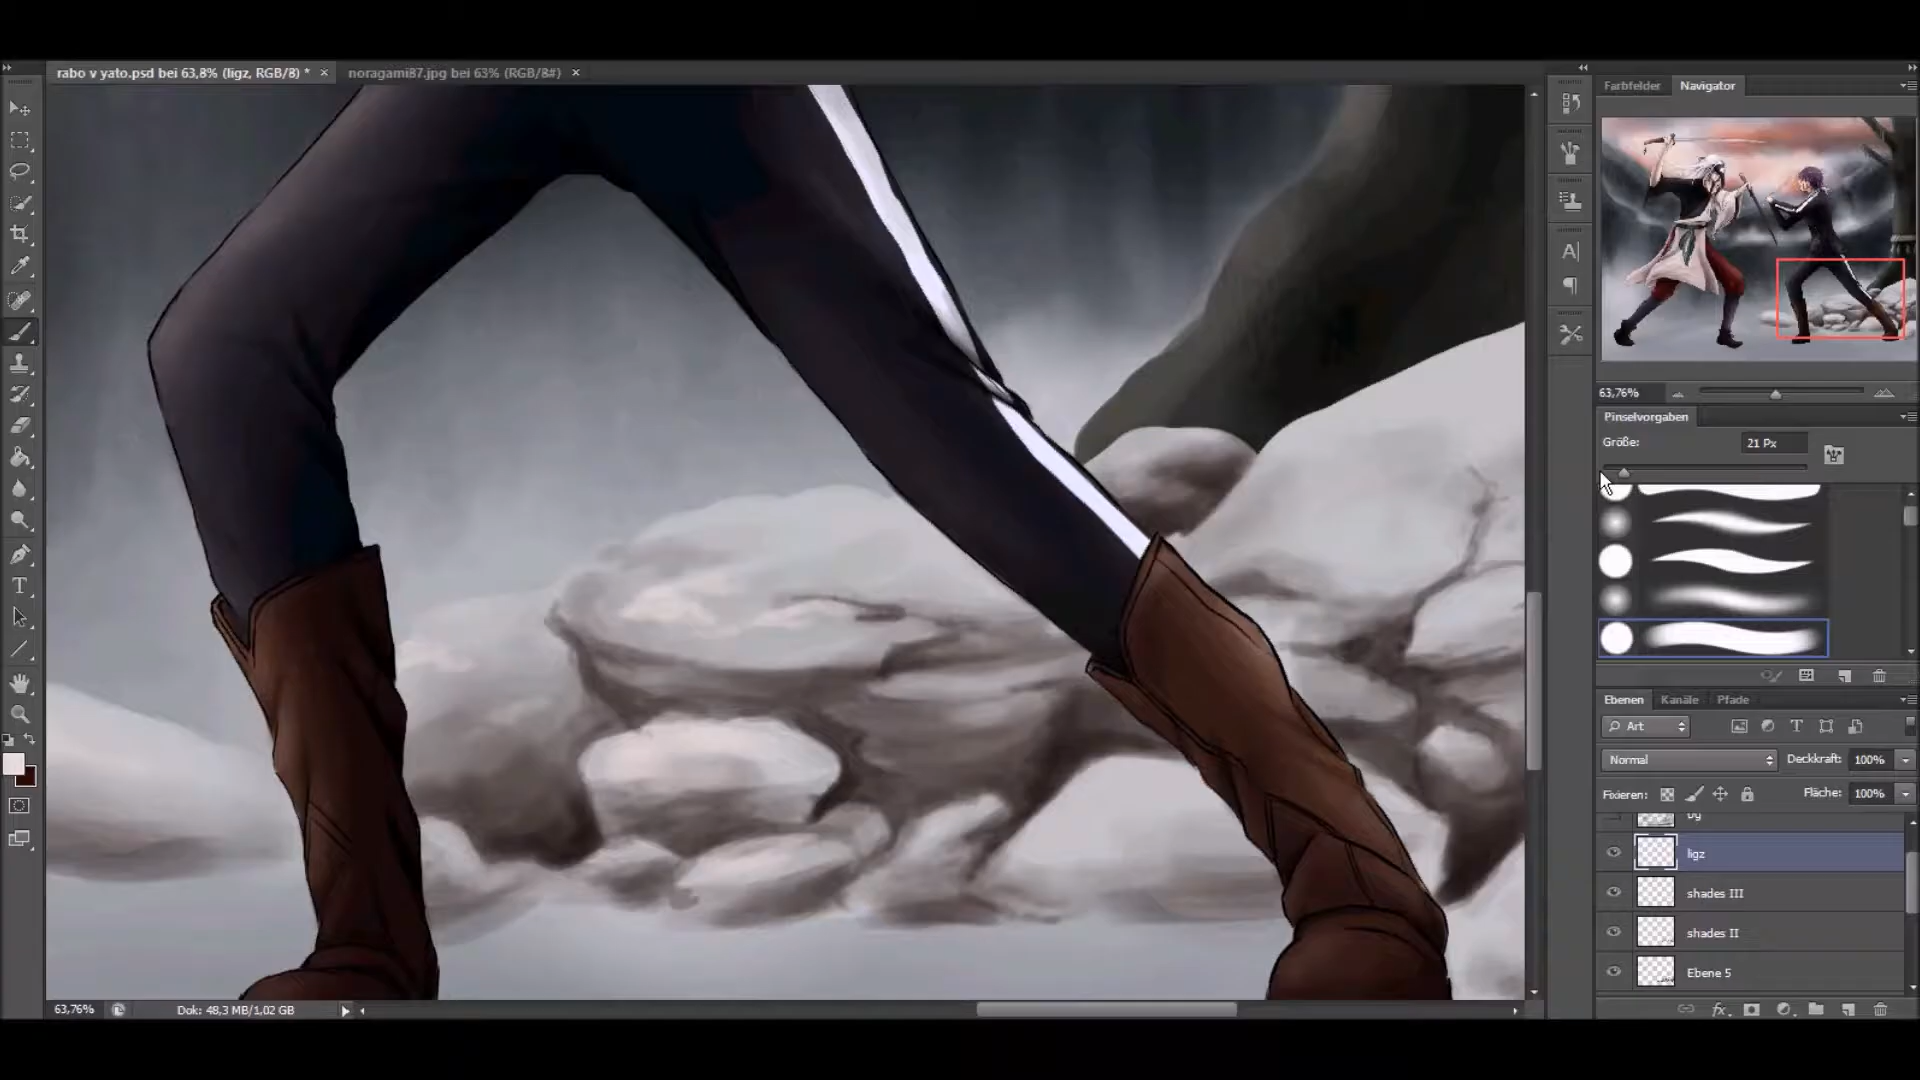 rabo v yato.psd bei 63,8% (ligz, RGB/8) * ×
noragami87.jpg bei 63% (RGB/8#) ×
Farbfelder Navigator
63,76%
Pinselvorgaben
Größe: 21 Px
Ebenen Kanäle Pfade
Art
Normal Deckkraft: 100%
Fixieren: Fläche: 100%
bg
ligz
shades III
shades II
Ebene 5
63,76% Dok: 48,3 MB/1,02 GB